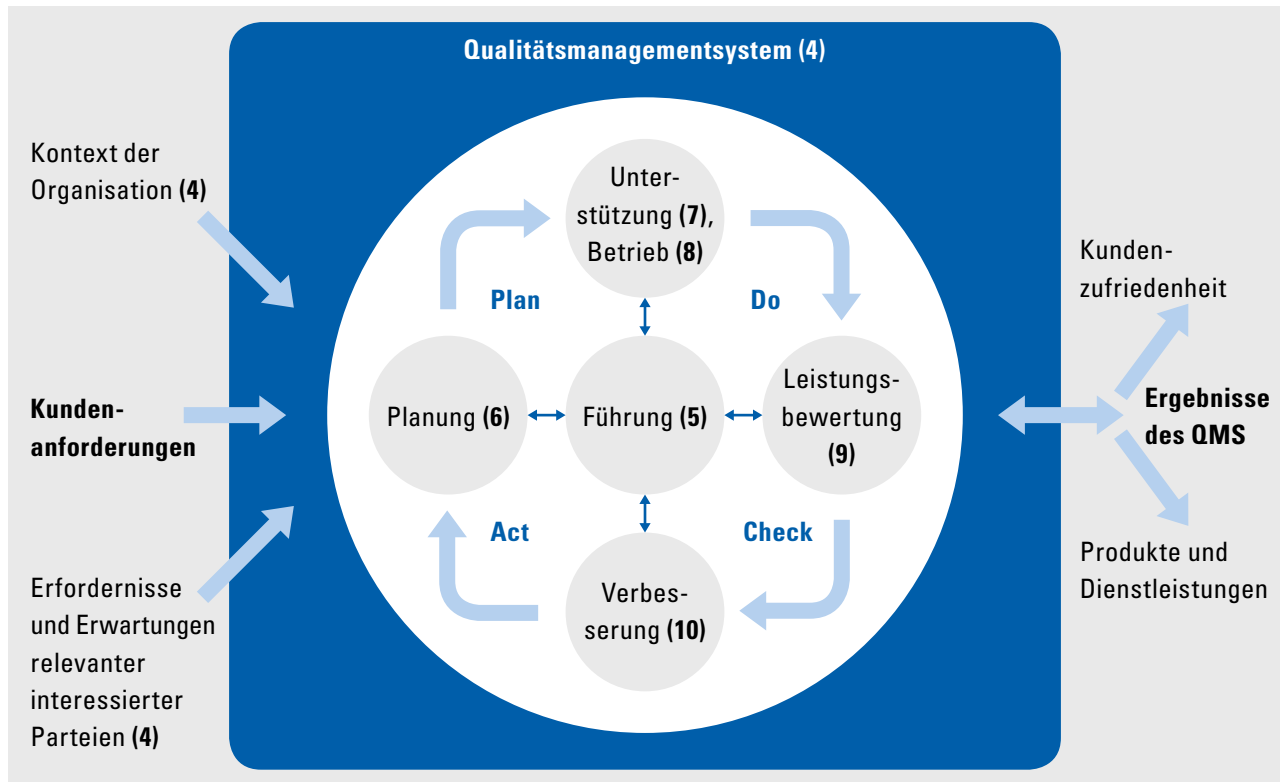 Qualitätsmanagementsystem (4)
Kontext der
Organisation (4)
Kunden-
anforderungen
Erfordernisse
und Erwartungen
relevanter
interessierter
Parteien (4)
Unter-
stützung (7),
Betrieb (8)
Plan
Do
Planung (6)
Führung (5)
Leistungs-
bewertung
(9)
Act
Check
Verbes-
serung (10)
Kunden-
zufriedenheit
Ergebnisse
des QMS
Produkte und
Dienstleistungen